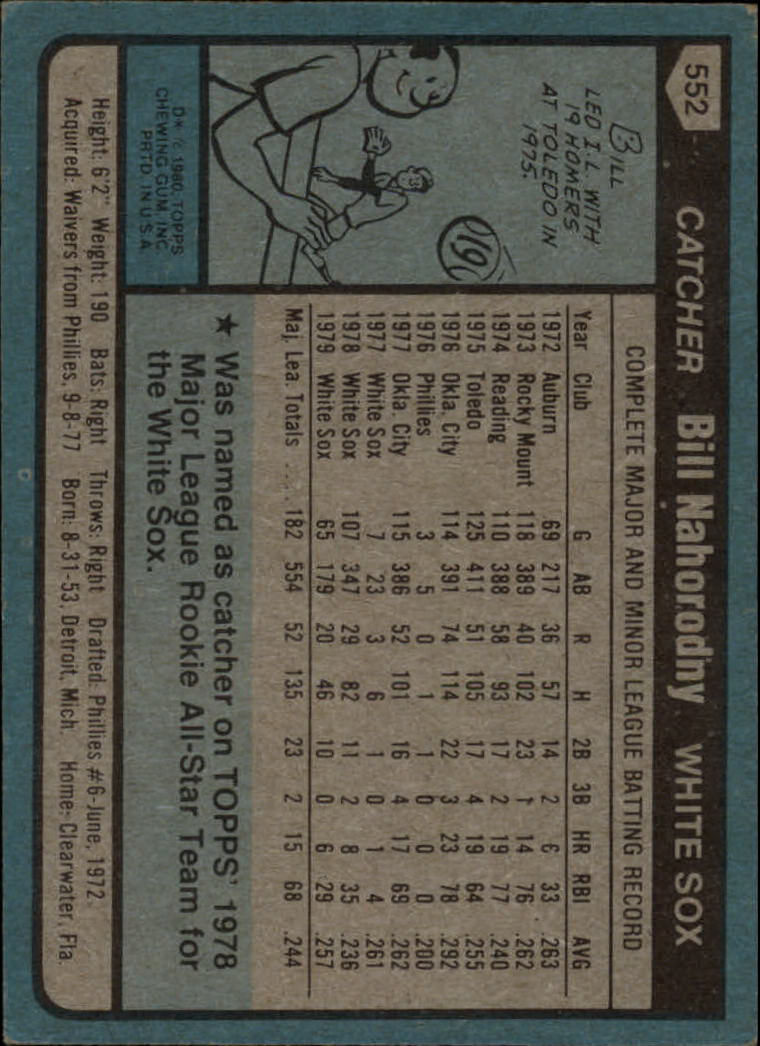 552
CATCHER Bill Nahorodny WHITE SOX
COMPLETE MAJOR AND MINOR LEAGUE BATTING RECORD
Year Club G AB R H 2B 3B HR RBI AVG
1972 Auburn 69 217 36 57 14 2 6 33 .263
1973 Rocky Mount 118 389 40 102 23 1 14 76 .262
1974 Reading 110 388 58 93 17 2 19 77 .240
1975 Toledo 125 411 51 105 17 4 19 64 .255
1976 Okla. City 114 391 74 114 22 3 23 78 .292
1976 Phillies 3 5 0 1 1 0 0 0 .200
1977 Okla. City 115 386 52 101 16 4 17 69 .262
1977 White Sox 7 23 3 6 1 0 1 4 .261
1978 White Sox 107 347 29 82 11 2 8 35 .236
1979 White Sox 65 179 20 46 10 0 6 29 .257
Maj. Lea. Totals .... 182 554 52 135 23 2 15 68 .244
BILL
LED I.L. WITH
19 HOMERS
AT TOLEDO IN
1975.
19
D* © 1980 TOPPS
CHEWING GUM, INC.
PRTD. IN U.S.A.
★ Was named as catcher on TOPPS' 1978
Major League Rookie All-Star Team for
the White Sox.
Height: 6'2" Weight: 190 Bats: Right Throws: Right Drafted: Phillies #6-June, 1972
Acquired: Waivers from Phillies, 9-8-77 Born: 8-31-53, Detroit, Mich. Home: Clearwater, Fla.